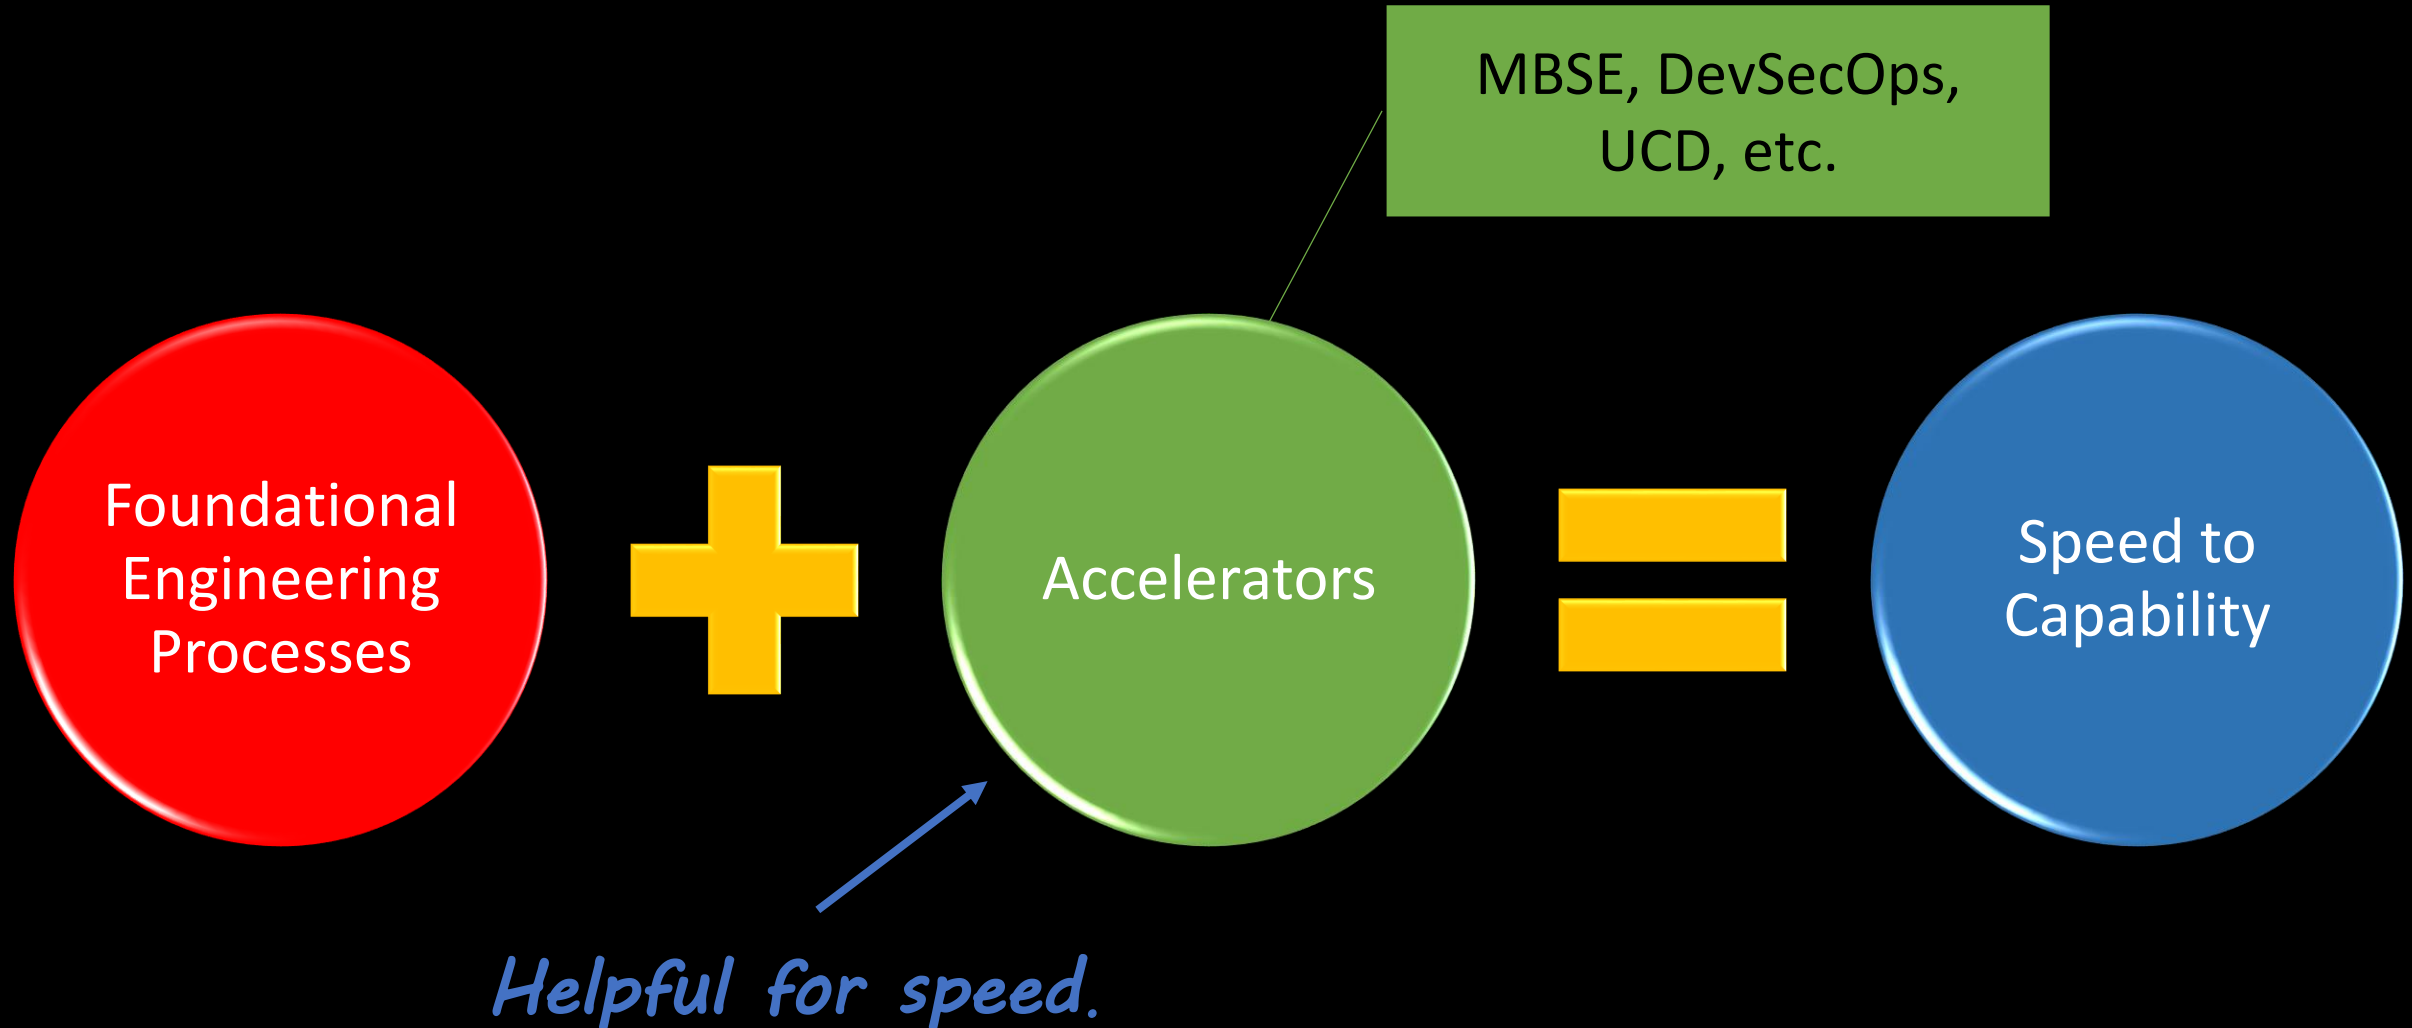 MBSE, DevSecOps,
UCD, etc.
Foundational
Engineering
Processes
Accelerators
Speed to
Capability
Helpful for speed.